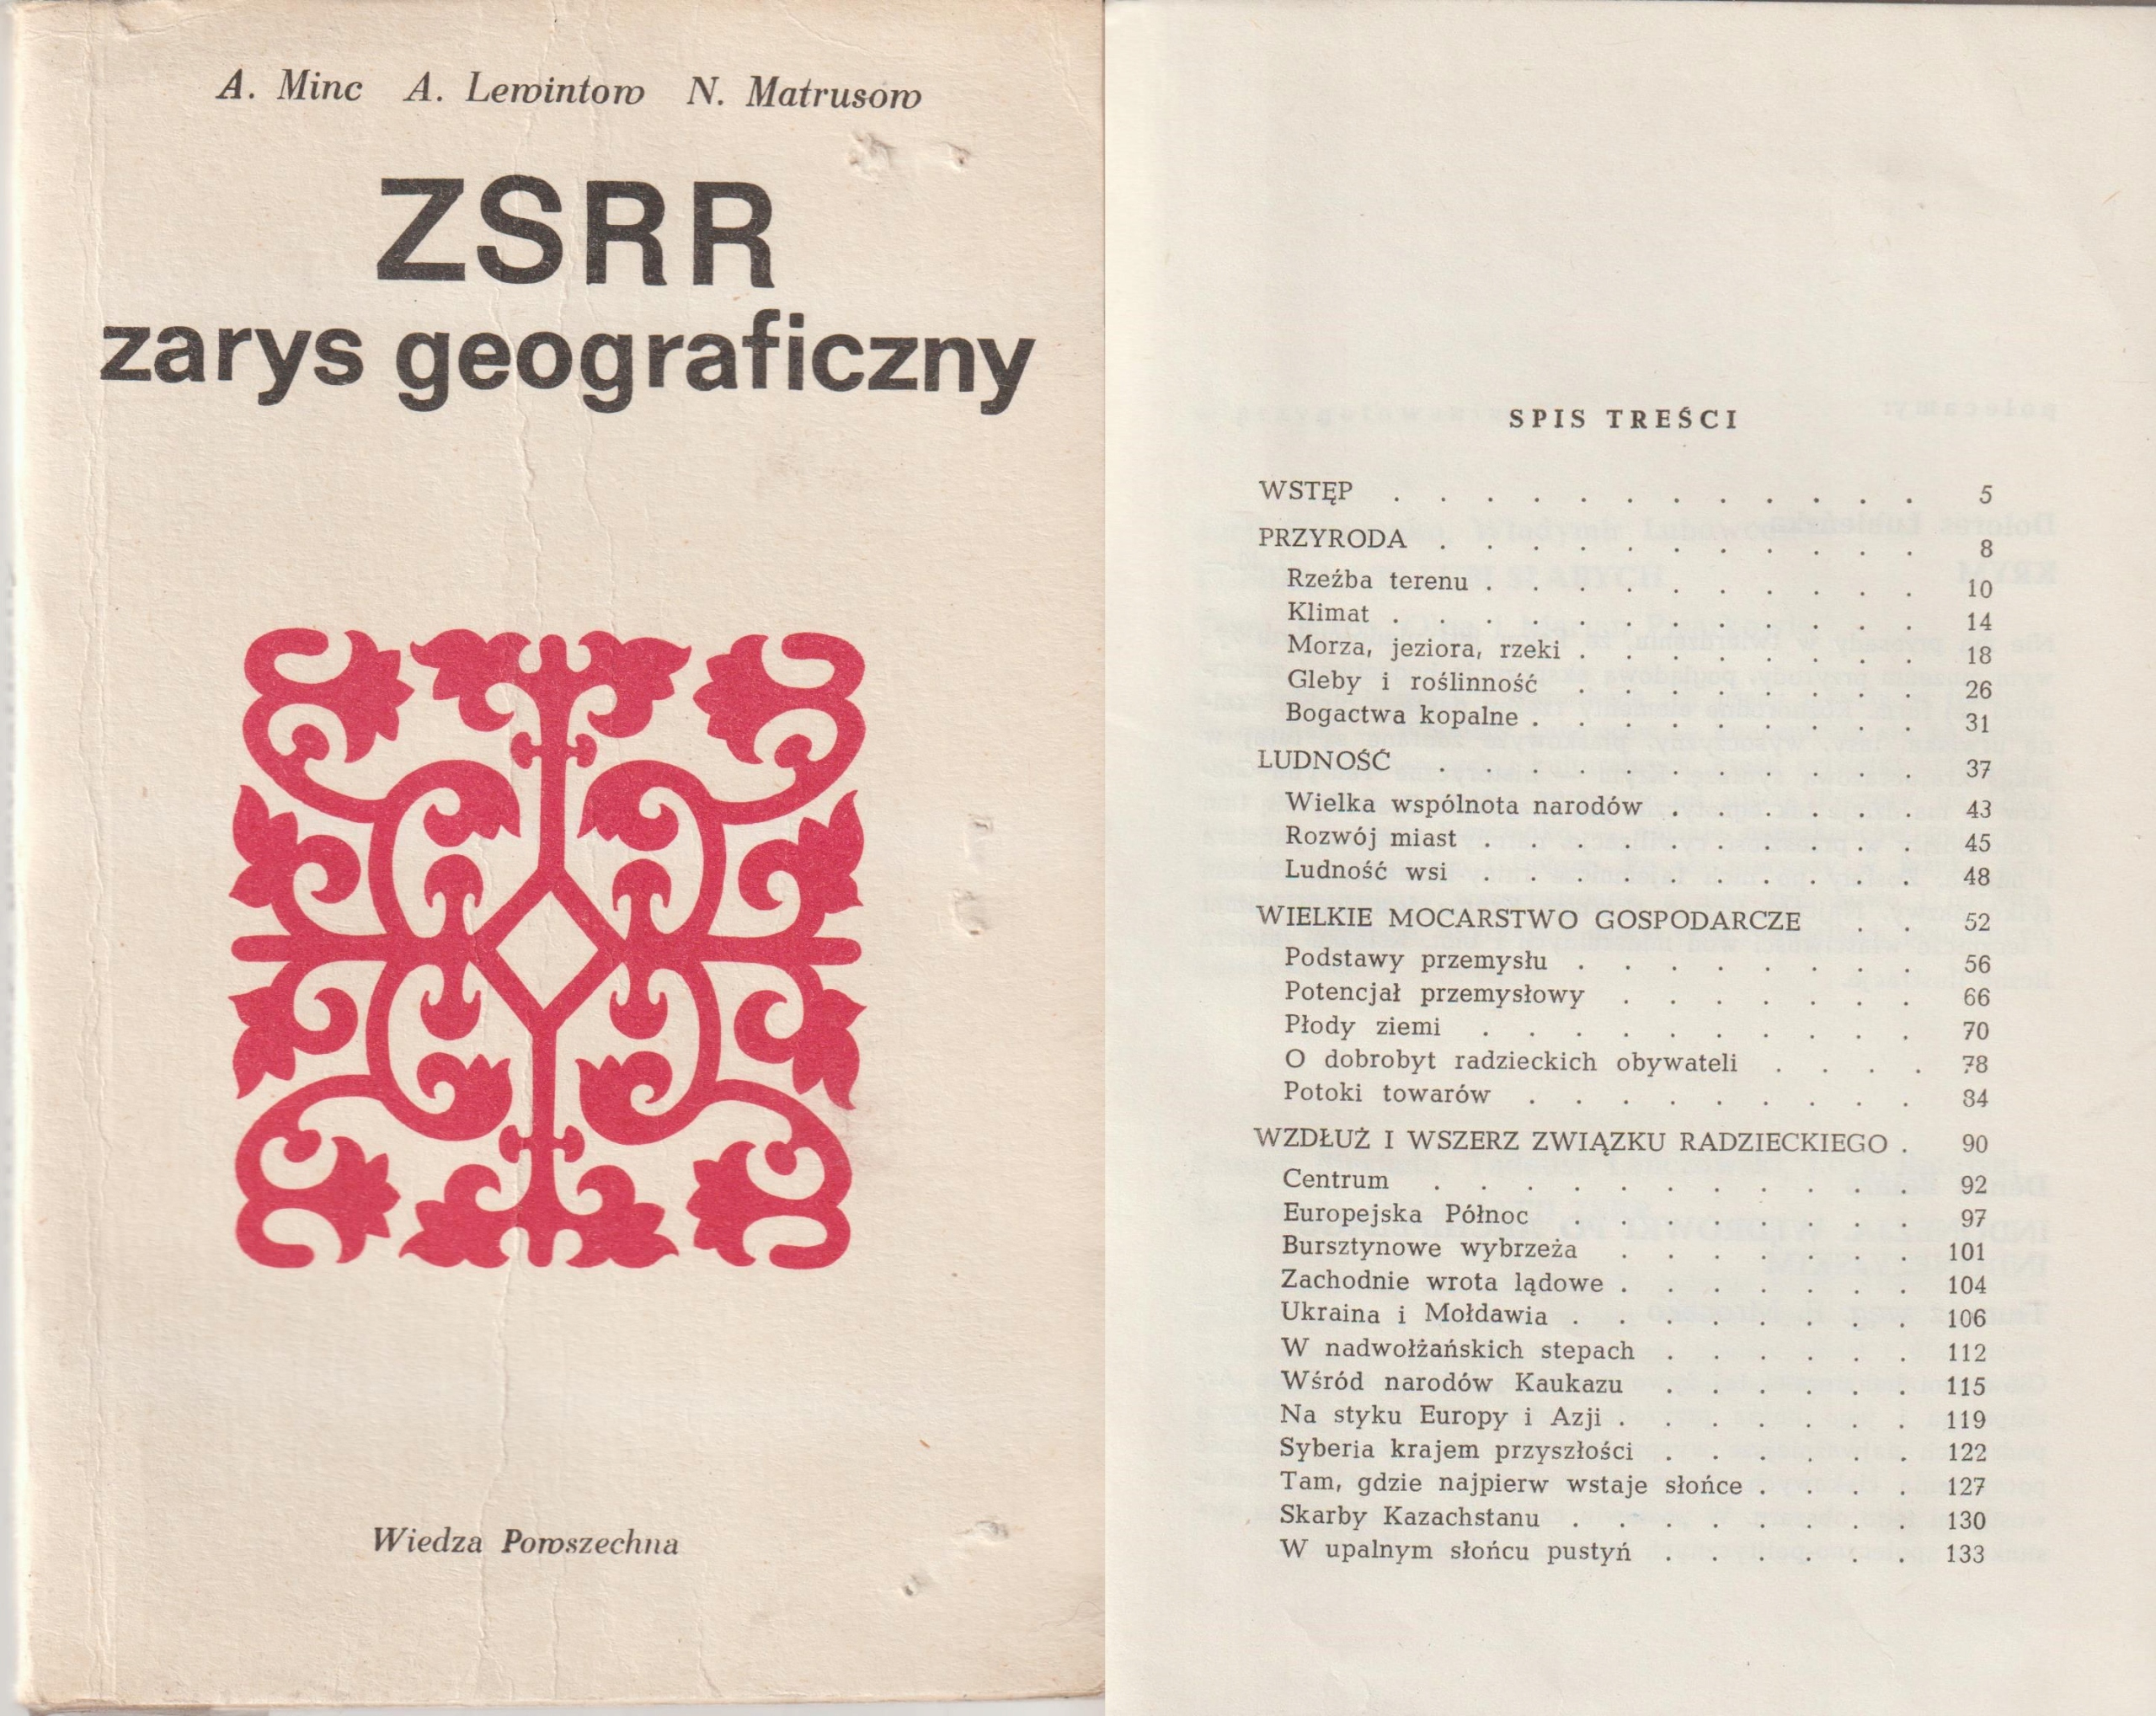 A. Minc A. Lewintow N. Matrusow
ZSRR
zarys geograficzny
Wiedza Powszechna
SPIS TREŚCI
WSTĘP . . . . . . . . . . . . 5
PRZYRODA . . . . . . . . . . . 8
Rzeźba terenu . . . . . . . . . . 10
Klimat . . . . . . . . . . . . 14
Morza, jeziora, rzeki . . . . . . . . 18
Gleby i roślinność . . . . . . . . 26
Bogactwa kopalne . . . . . . . . . 31
LUDNOŚĆ . . . . . . . . . . . 37
Wielka wspólnota narodów . . . . . . 43
Rozwój miast . . . . . . . . . . 45
Ludność wsi . . . . . . . . . . 48
WIELKIE MOCARSTWO GOSPODARCZE . . 52
Podstawy przemysłu . . . . . . . . 56
Potencjał przemysłowy . . . . . . . 66
Płody ziemi . . . . . . . . . . 70
O dobrobyt radzieckich obywateli . . . . 78
Potoki towarów . . . . . . . . . 84
WZDŁUŻ I WSZERZ ZWIĄZKU RADZIECKIEGO . 90
Centrum . . . . . . . . . . . 92
Europejska Północ . . . . . . . . 97
Bursztynowe wybrzeża . . . . . . . 101
Zachodnie wrota lądowe . . . . . . . 104
Ukraina i Mołdawia . . . . . . . . 106
W nadwołżańskich stepach . . . . . . 112
Wśród narodów Kaukazu . . . . . . 115
Na styku Europy i Azji . . . . . . . 119
Syberia krajem przyszłości . . . . . . 122
Tam, gdzie najpierw wstaje słońce . . . . 127
Skarby Kazachstanu . . . . . . . . 130
W upalnym słońcu pustyń . . . . . . 133